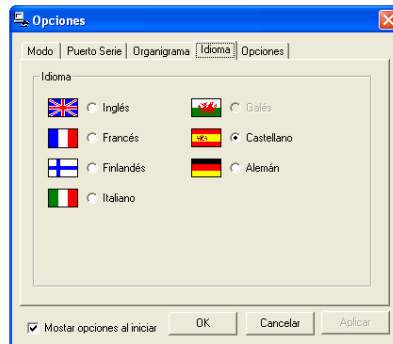 Opciones
Modo Puerto Serie Organigrama Idioma Opciones
Idioma
Inglés Galés
Francés Castellano
Finlandés Alemán
Italiano
Mostar opciones al iniciar OK Cancelar Aplicar